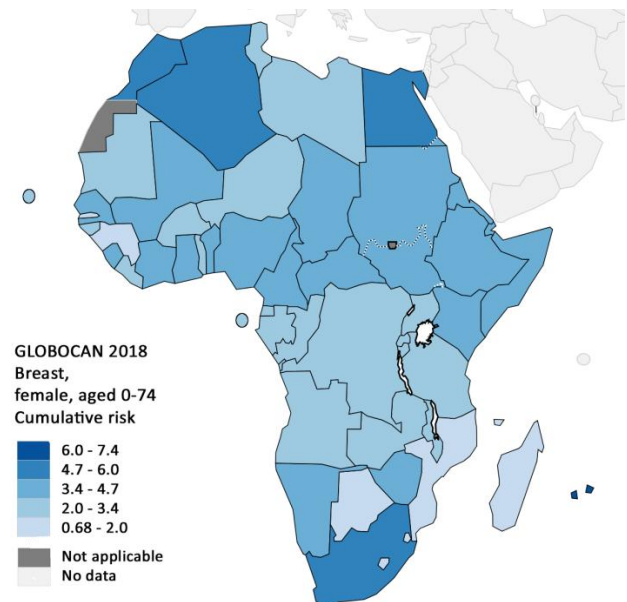 GLOBOCAN 2018
Breast,
female, aged 0-74
Cumulative risk
6.0 - 7.4
4.7 - 6.0
3.4 - 4.7
2.0 - 3.4
0.68 - 2.0
Not applicable
No data